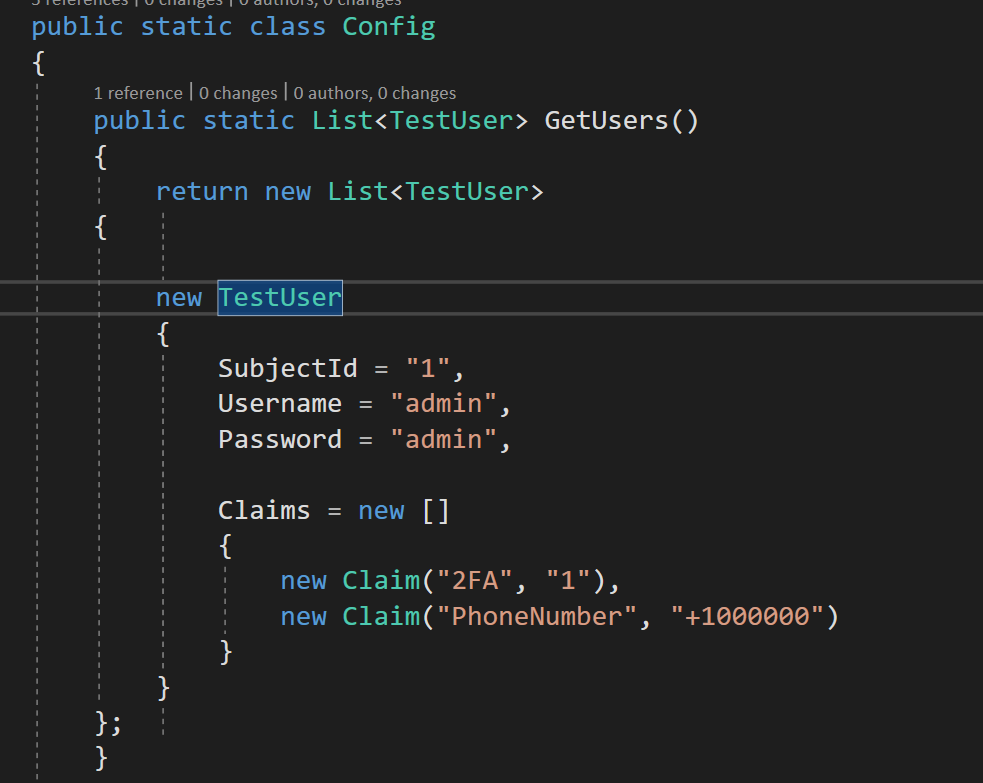 3 references | 0 changes | 0 authors, 0 changes
public static class Config
{
1 reference | 0 changes | 0 authors, 0 changes
public static List<TestUser> GetUsers()
{
return new List<TestUser>
{
new TestUser
{
SubjectId = "1",
Username = "admin",
Password = "admin",
Claims = new []
{
new Claim("2FA", "1"),
new Claim("PhoneNumber", "+1000000")
}
}
};
}